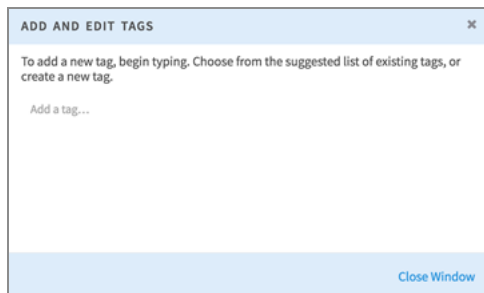 ADD AND EDIT TAGS ✖
To add a new tag, begin typing. Choose from the suggested list of existing tags, or
create a new tag.
Add a tag...
Close Window